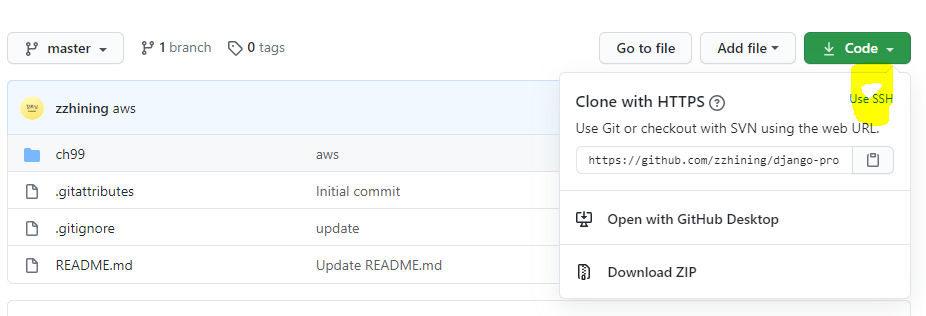 master
1 branch
0 tags
Go to file
Add file
Code
zzhining aws
Clone with HTTPS
Use SSH
Use Git or checkout with SVN using the web URL.
https://github.com/zzhining/django-pro
Open with GitHub Desktop
Download ZIP
ch99 aws
.gitattributes Initial commit
.gitignore update
README.md Update README.md